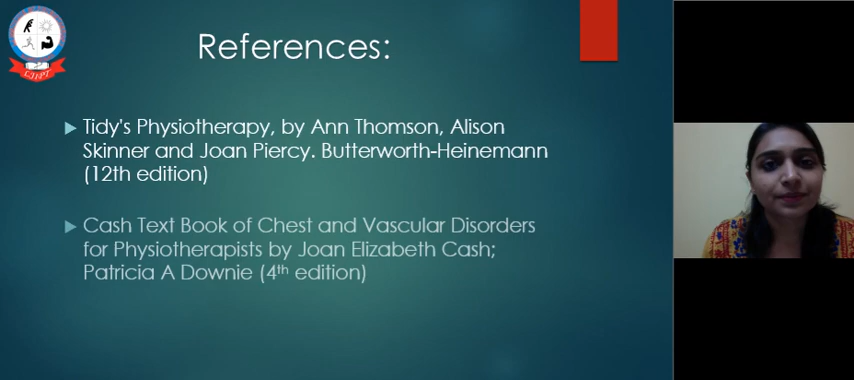 References:
Tidy's Physiotherapy, by Ann Thomson, Alison
Skinner and Joan Piercy. Butterworth-Heinemann
(12th edition)
Cash Text Book of Chest and Vascular Disorders
for Physiotherapists by Joan Elizabeth Cash;
Patricia A Downie (4th edition)